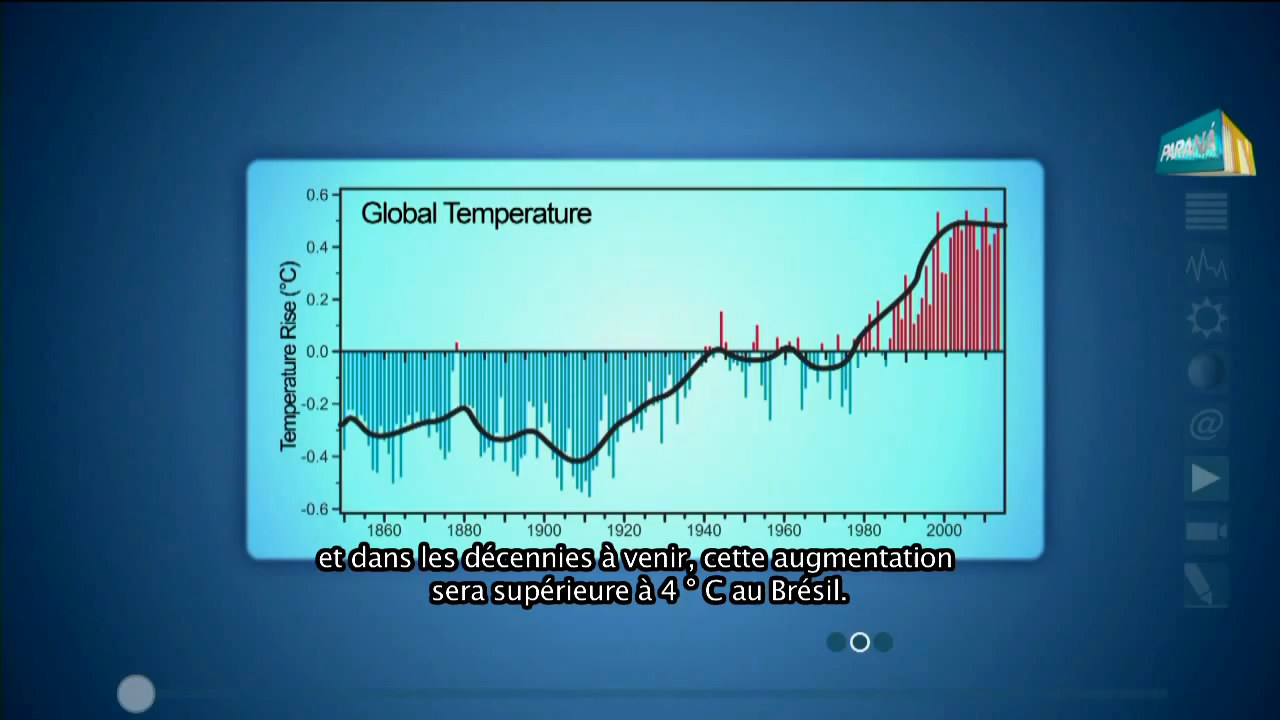 PARANÁ
TV
Global Temperature
Temperature Rise (°C)
0.6
0.4
0.2
0.0
-0.2
-0.4
-0.6
1860 1880 1900 1920 1940 1960 1980 2000
@
et dans les décennies à venir, cette augmentation
sera supérieure à 4 ° C au Brésil.